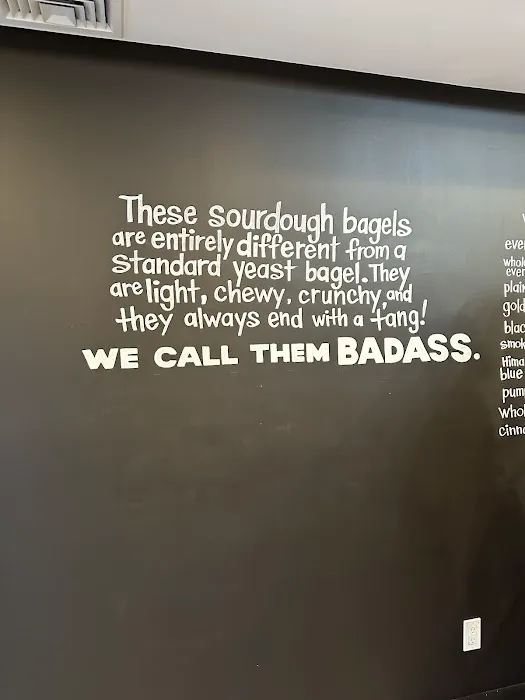 These sourdough bagels
are entirely different from a
standard yeast bagel. They
are light, chewy, crunchy, and
they always end with a tang!
WE CALL THEM BADASS.
plain
blue